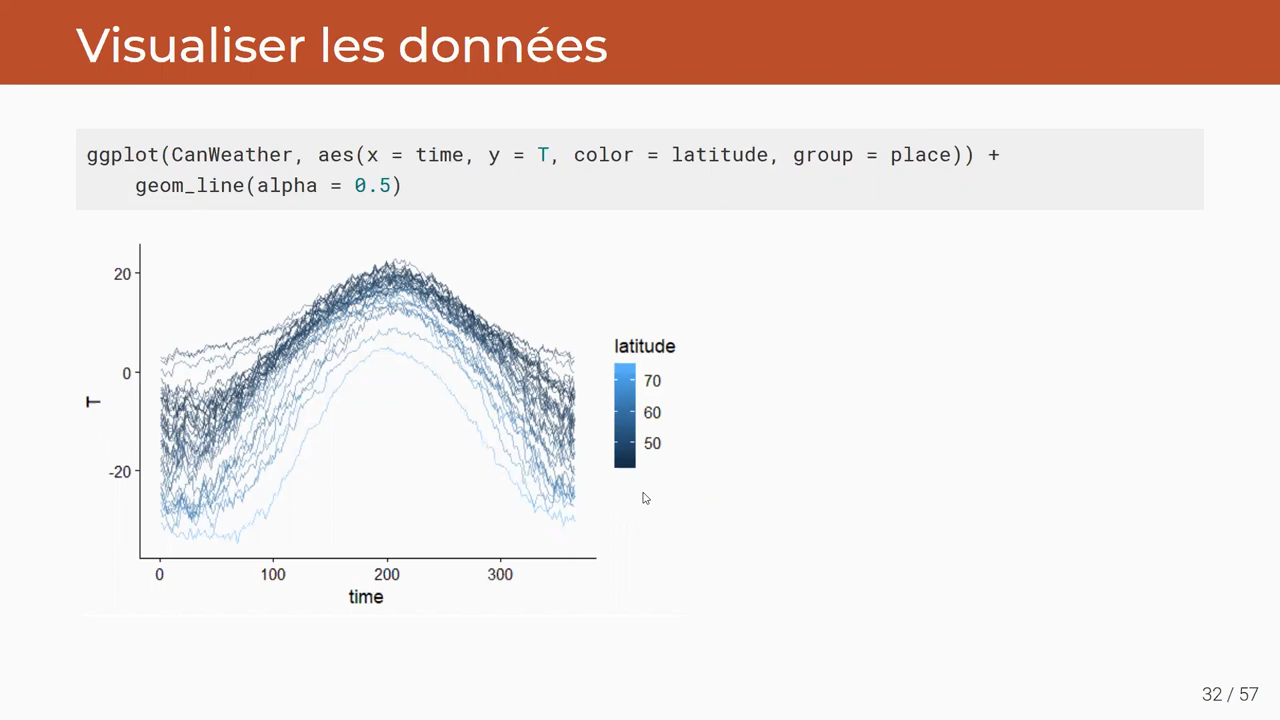 Visualiser les données
ggplot(CanWeather, aes(x = time, y = T, color = latitude, group = place)) +
geom_line(alpha = 0.5)
20
0
-20
T
0 100 200 300
time
latitude
70
60
50
32 / 57